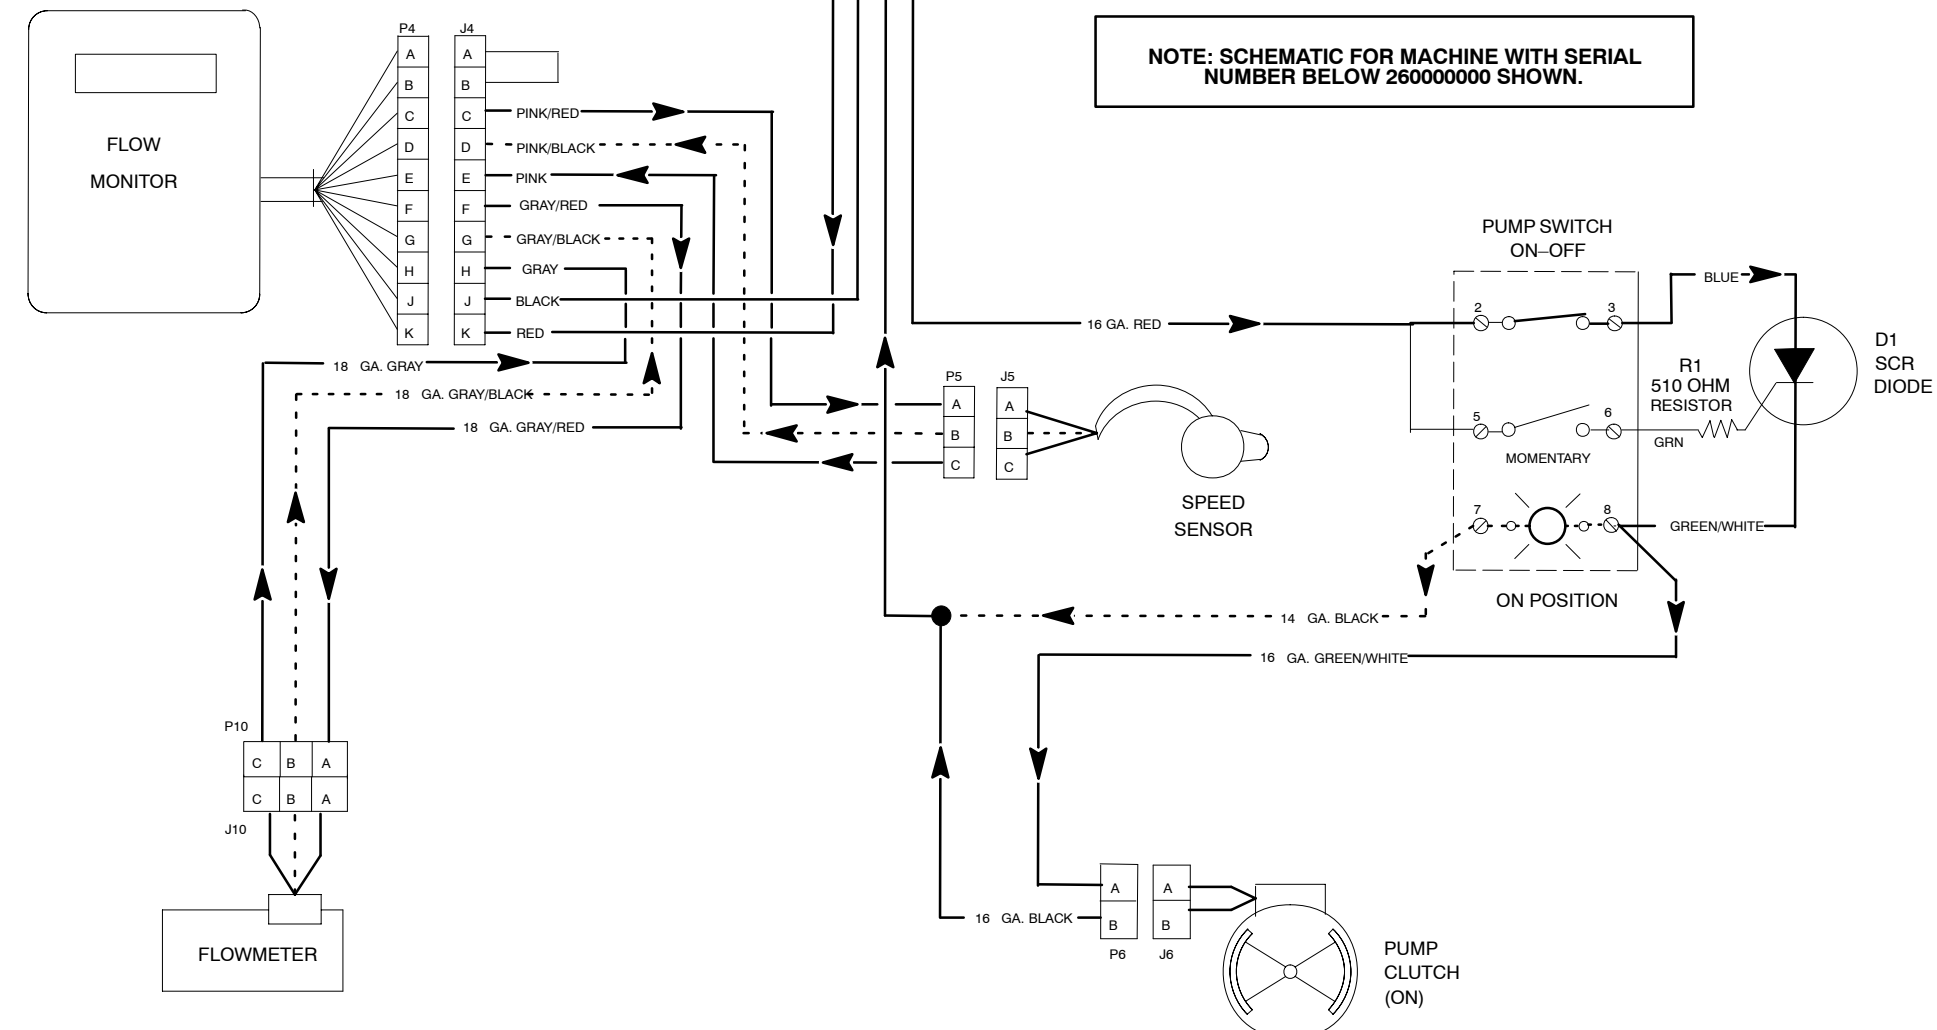 P4
J4
NOTE: SCHEMATIC FOR MACHINE WITH SERIAL
NUMBER BELOW 260000000 SHOWN.
FLOW
MONITOR
A
B
C
D
E
F
G
H
J
K
A
B
C
D
E
F
G
H
J
K
PINK/RED
PINK/BLACK
PINK
GRAY/RED
GRAY/BLACK
GRAY
BLACK
RED
18 GA. GRAY
18 GA. GRAY/BLACK
18 GA. GRAY/RED
16 GA. RED
PUMP SWITCH
ON–OFF
2
3
BLUE
D1
SCR
DIODE
R1
510 OHM
RESISTOR
5
6
GRN
MOMENTARY
7
8
GREEN/WHITE
ON POSITION
P5
J5
A
B
C
A
B
C
SPEED
SENSOR
14 GA. BLACK
16 GA. GREEN/WHITE
P10
C B A
C B A
J10
FLOWMETER
16 GA. BLACK
A
B
A
B
P6
J6
PUMP
CLUTCH
(ON)